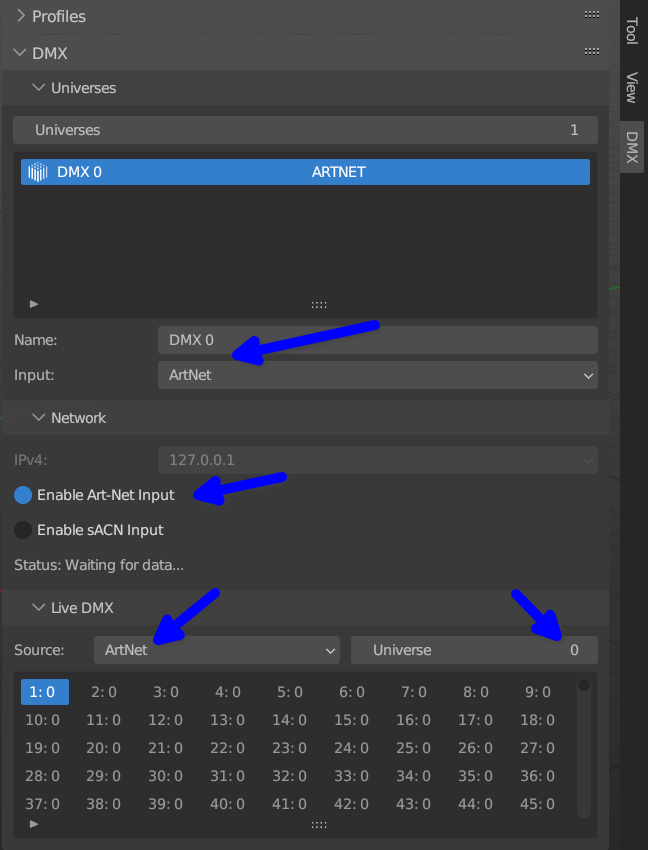 Profiles
DMX
Universes
Universes 1
DMX 0 ARTNET
Name: DMX 0
Input: ArtNet
Network
IPv4: 127.0.0.1
Enable Art-Net Input
Enable sACN Input
Status: Waiting for data...
Live DMX
Source: ArtNet Universe 0
1: 0 2: 0 3: 0 4: 0 5: 0 6: 0 7: 0 8: 0 9: 0
10: 0 11: 0 12: 0 13: 0 14: 0 15: 0 16: 0 17: 0 18: 0
19: 0 20: 0 21: 0 22: 0 23: 0 24: 0 25: 0 26: 0 27: 0
28: 0 29: 0 30: 0 31: 0 32: 0 33: 0 34: 0 35: 0 36: 0
37: 0 38: 0 39: 0 40: 0 41: 0 42: 0 43: 0 44: 0 45: 0
Tool
View
DMX